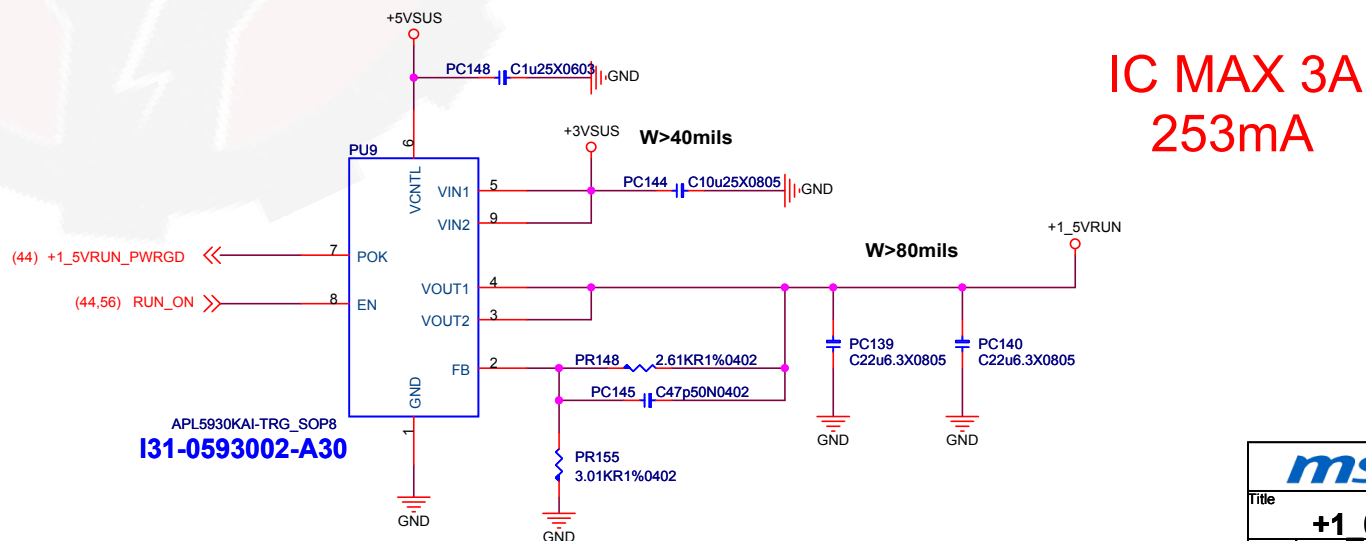 +5VSUS
PC148 C1u25X0603 GND
IC MAX 3A
253mA
+3VSUS
W>40mils
PU9
6
VCNTL
VIN1 5
PC144 C10u25X0805 GND
VIN2 9
+1_5VRUN
W>80mils
(44) +1_5VRUN_PWRGD 7 POK
(44,56) RUN_ON 8 EN
VOUT1 4
VOUT2 3
PC139
C22u6.3X0805
PC140
C22u6.3X0805
FB 2
PR148 2.61KR1%0402
PC145 C47p50N0402
GND
1
APL5930KAI-TRG_SOP8
I31-0593002-A30
PR155
3.01KR1%0402
GND
GND
GND
GND
ms
Title